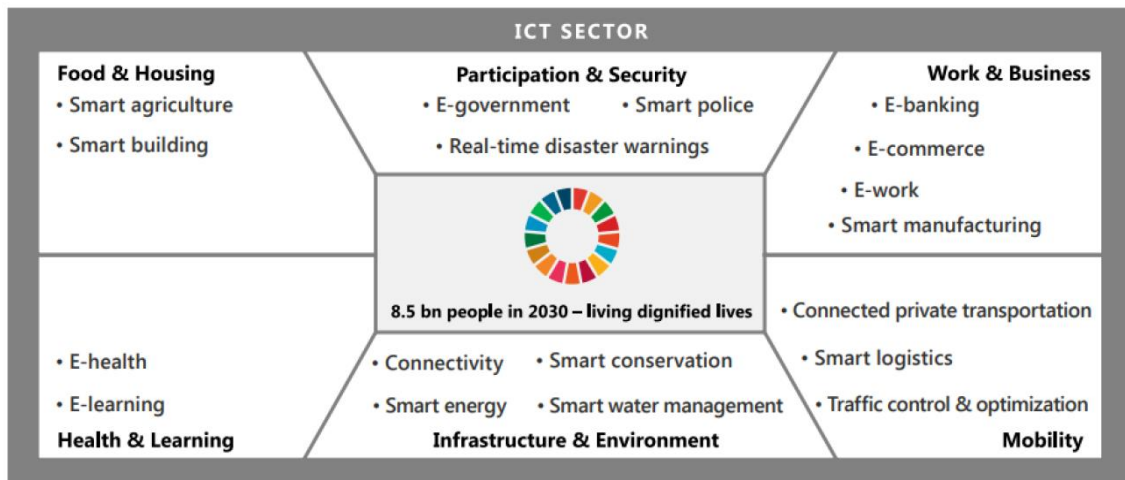 ICT SECTOR
Food & Housing
• Smart agriculture
• Smart building
Participation & Security
• E-government • Smart police
• Real-time disaster warnings
Work & Business
• E-banking
• E-commerce
• E-work
• Smart manufacturing
8.5 bn people in 2030 – living dignified lives
• E-health
• E-learning
Health & Learning
• Connectivity • Smart conservation
• Smart energy • Smart water management
Infrastructure & Environment
• Connected private transportation
• Smart logistics
• Traffic control & optimization
Mobility